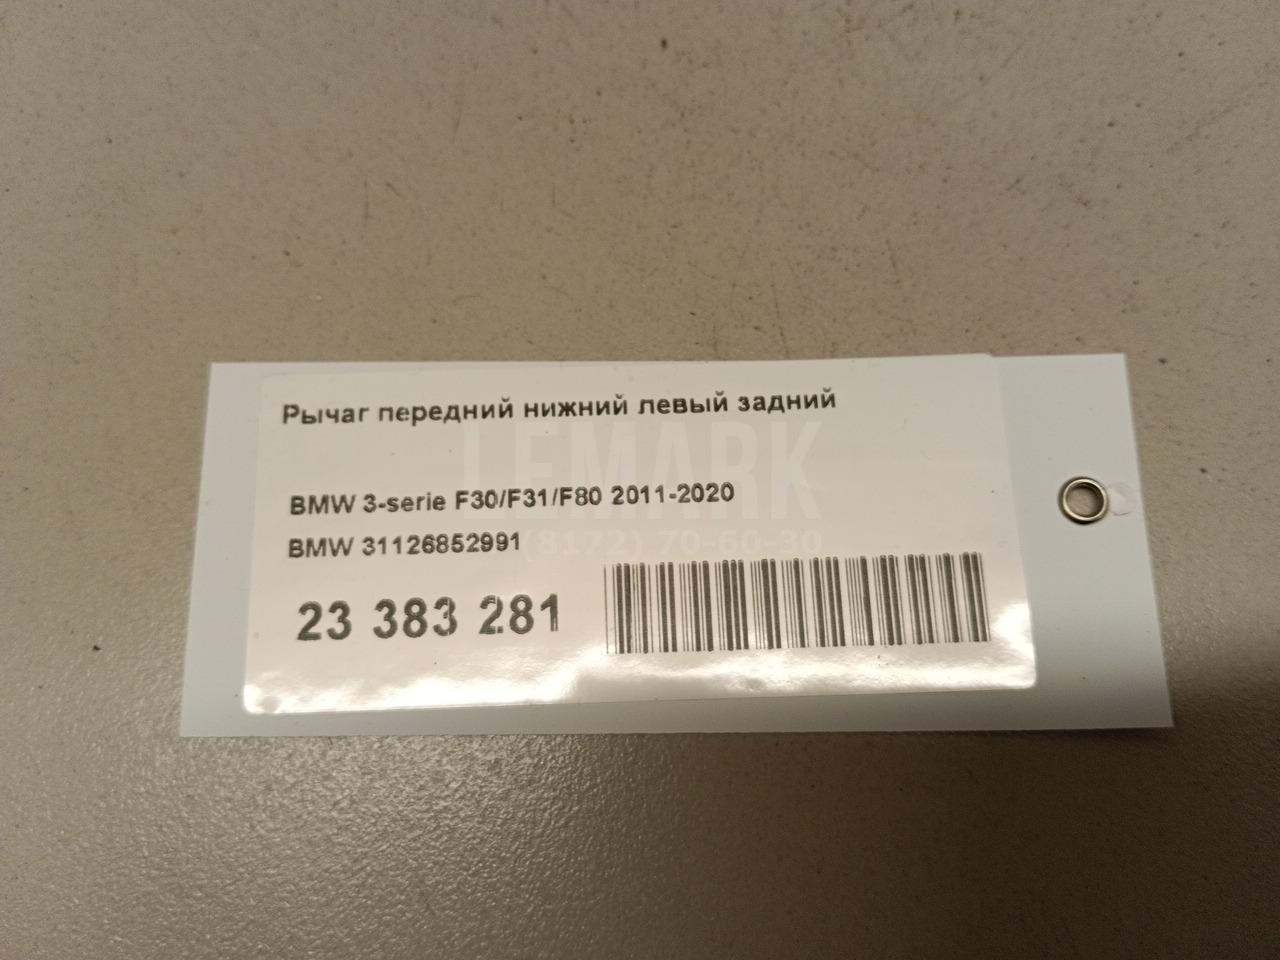 Рычаг передний нижний левый задний
LEMARK
BMW 3-serie F30/F31/F80 2011-2020
BMW 31126852991
(8172) 70-60-30
23 383 281